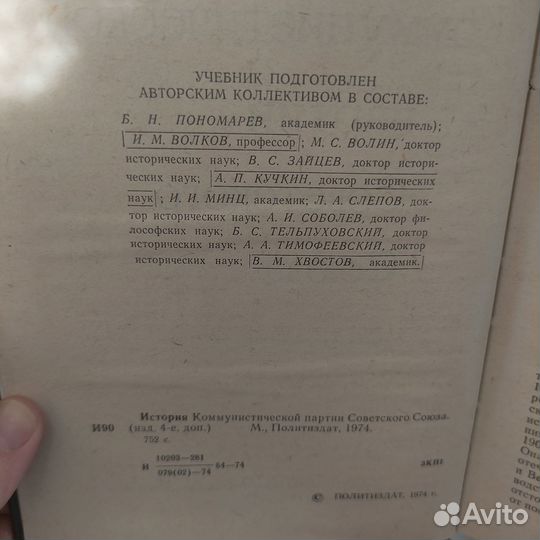 УЧЕБНИК ПОДГОТОВЛЕН
АВТОРСКИМ КОЛЛЕКТИВОМ В СОСТАВЕ:
Б. Н. ПОНОМАРЕВ, академик (руководитель);
И. М. ВОЛКОВ, профессор; М. С. ВОЛИН, доктор
исторических наук; В. С. ЗАЙЦЕВ, доктор истори-
ческих наук; А. П. КУЧКИН, доктор исторических
наук; И. И. МИНЦ, академик; Л. А. СЛЕПОВ, док-
тор исторических наук; А. И. СОБОЛЕВ, доктор фи-
лософских наук; Б. С. ТЕЛЬПУХОВСКИЙ, доктор
исторических наук; А. А. ТИМОФЕЕВСКИЙ, доктор
исторических наук; В. М. ХВОСТОВ, академик.
История Коммунистической партии Советского Союза.
И90 (изд. 4-е, доп.) М., Политиздат, 1974.
752 с.
И 10203—261
079(02)—74 64—74
ЗКП1
© ПОЛИТИЗДАТ, 1974 г.
Avito